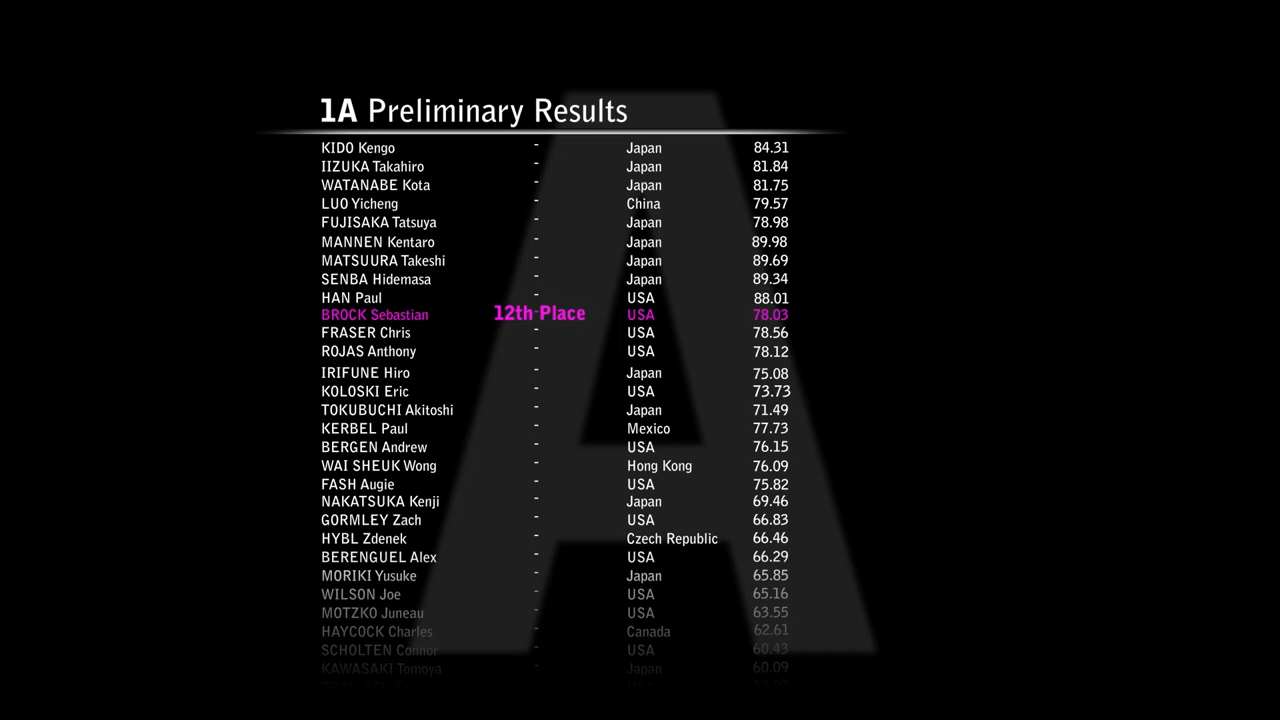 1A Preliminary Results
KIDO Kengo - Japan 84.31
IIZUKA Takahiro - Japan 81.84
WATANABE Kota - Japan 81.75
LUO Yicheng - China 79.57
FUJISAKA Tatsuya - Japan 78.98
MANNEN Kentaro - Japan 89.98
MATSUURA Takeshi - Japan 89.69
SENBA Hidemasa - Japan 89.34
HAN Paul - USA 88.01
BROCK Sebastian 12th Place USA 78.03
FRASER Chris - USA 78.56
ROJAS Anthony - USA 78.12
IRIFUNE Hiro - Japan 75.08
KOLOSKI Eric - USA 73.73
TOKUBUCHI Akitoshi - Japan 71.49
KERBEL Paul - Mexico 77.73
BERGEN Andrew - USA 76.15
WAI SHEUK Wong - Hong Kong 76.09
FASH Augie - USA 75.82
NAKATSUKA Kenji - Japan 69.46
GORMLEY Zach - USA 66.83
HYBL Zdenek - Czech Republic 66.46
BERENGUEL Alex - USA 66.29
MORIKI Yusuke - Japan 65.85
WILSON Joe - USA 65.16
MOTZKO Juneau - USA 63.55
HAYCOCK Charles - Canada 62.61
SCHOLTEN Connor - USA 60.43
KAWASAKI Tomoya - Japan 60.09